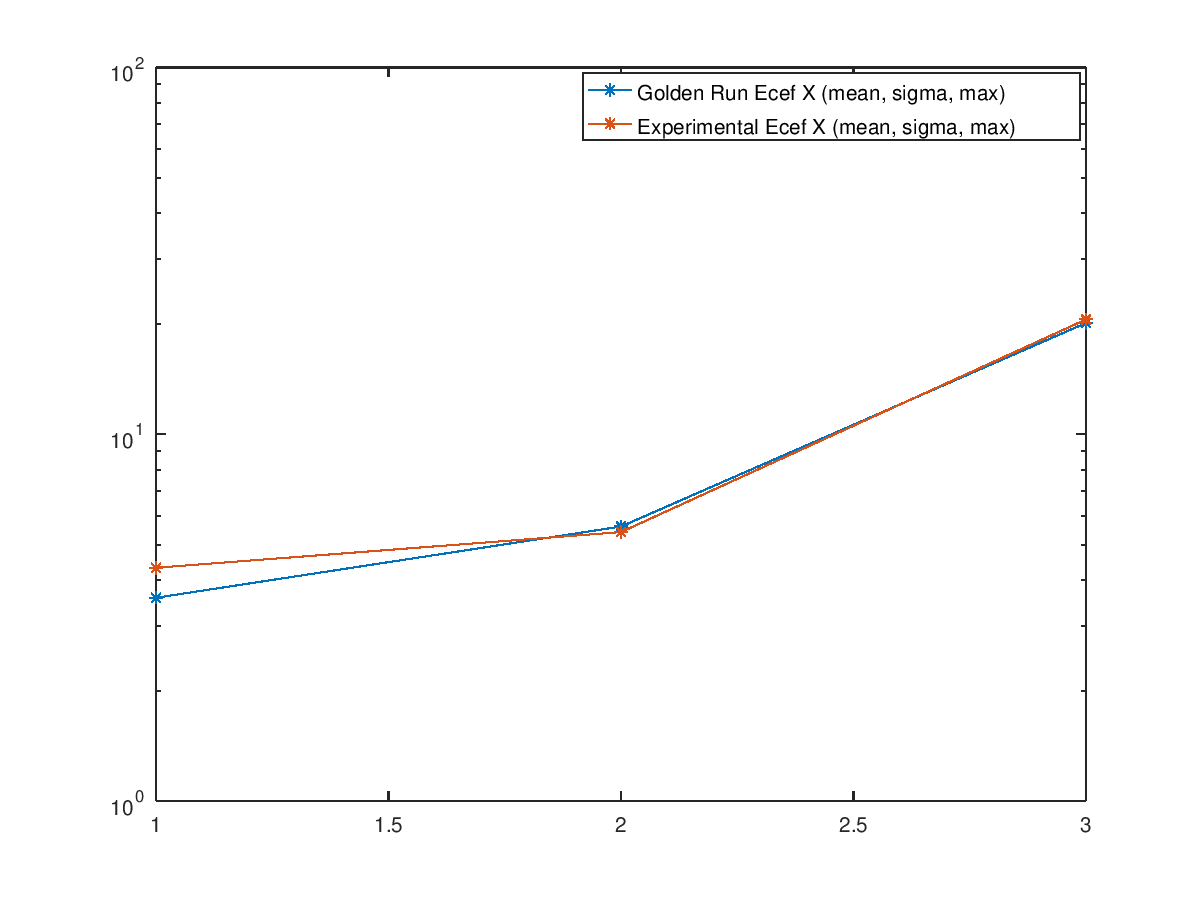 10^2
Golden Run Ecef X (mean, sigma, max)
Experimental Ecef X (mean, sigma, max)
10^1
10^0
1 1.5 2 2.5 3